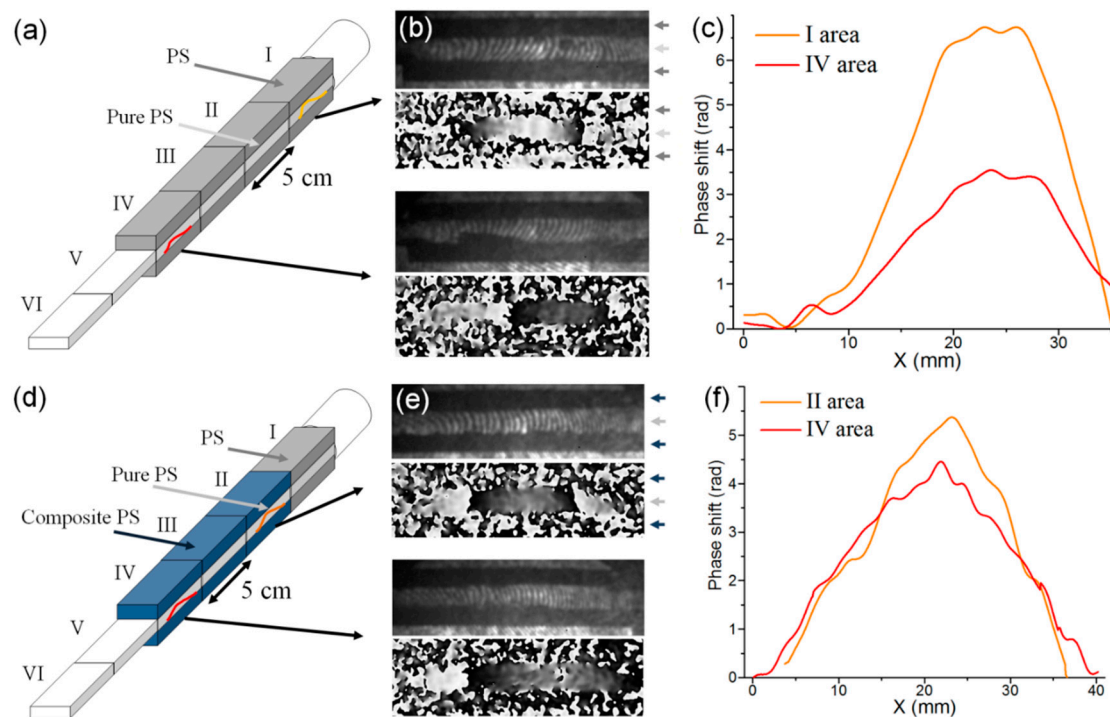 (a)
I
PS
II
Pure PS
III
5 cm
IV
V
VI
(b)
(c)
I area
IV area
Phase shift (rad)
6
5
4
3
2
1
0
0 10 20 30
X (mm)
(d)
I
PS
II
Pure PS
Composite PS
III
5 cm
IV
V
VI
(e)
(f)
II area
IV area
Phase shift (rad)
5
4
3
2
1
0
0 10 20 30 40
X (mm)